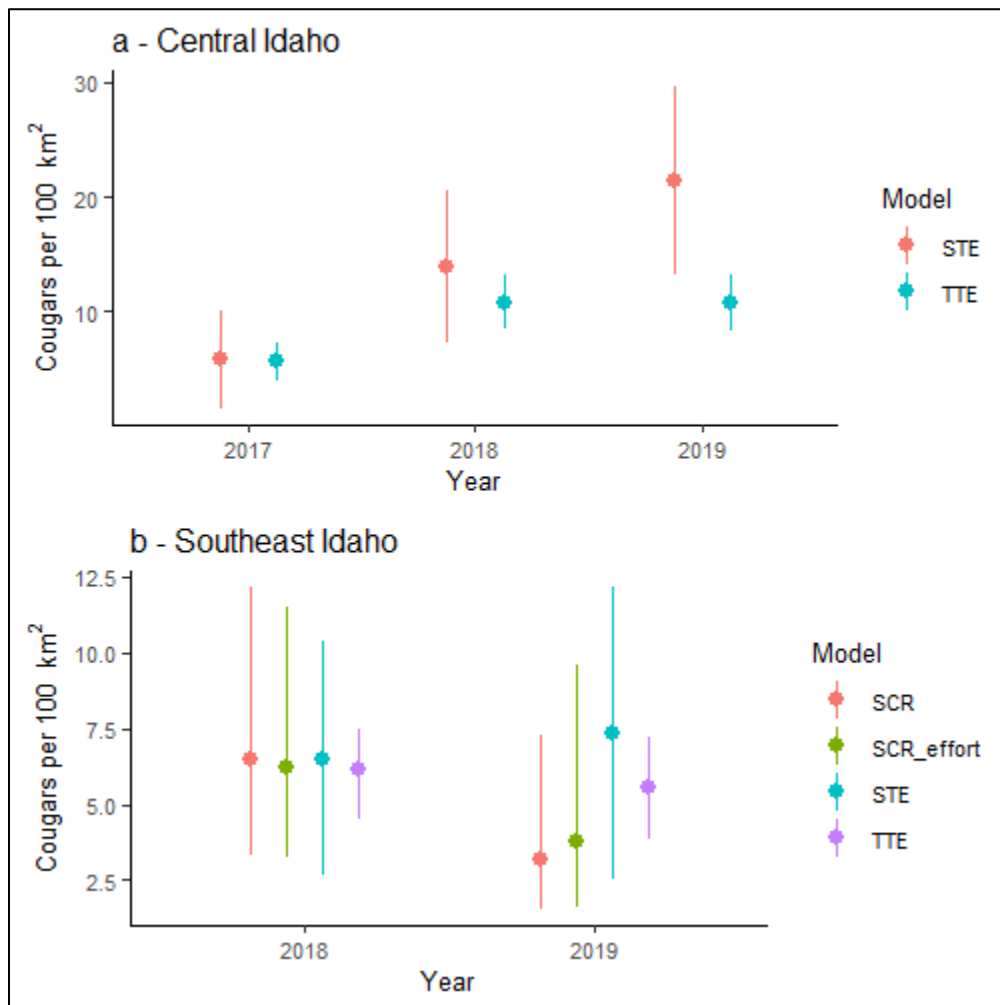 a - Central Idaho
30
20
10
Cougars per 100 km²
2017 2018 2019
Year
Model
STE
TTE
b - Southeast Idaho
12.5
10.0
7.5
5.0
2.5
Cougars per 100 km²
2018 2019
Year
Model
SCR
SCR_effort
STE
TTE